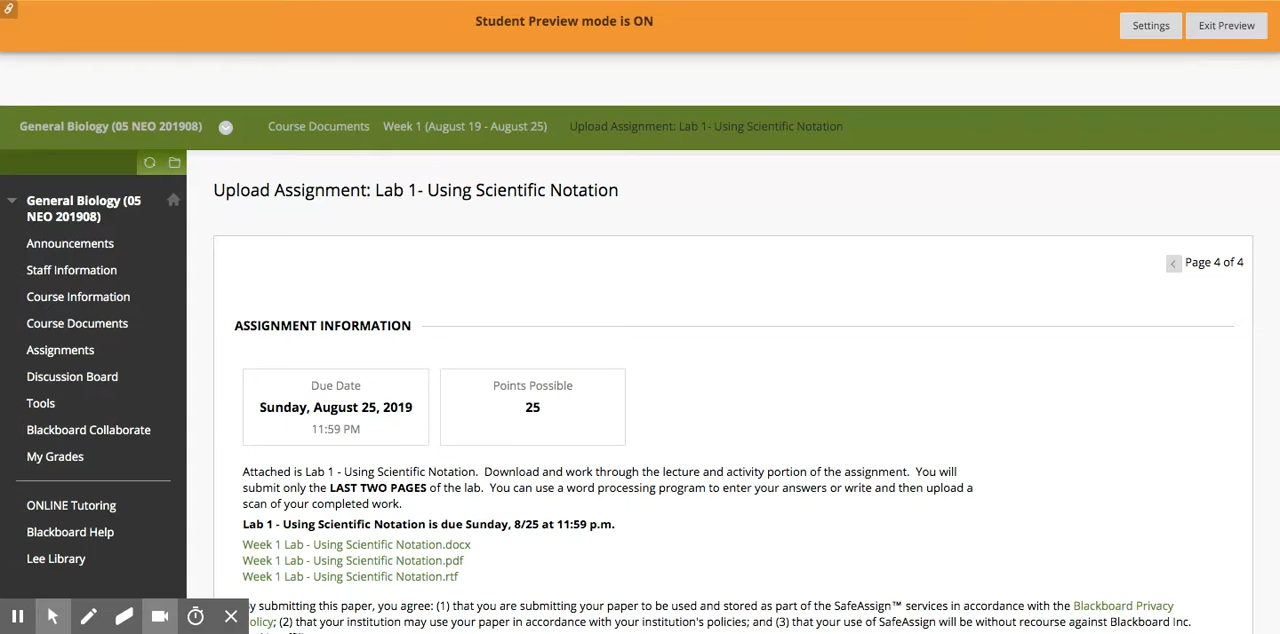 Student Preview mode is ON
Settings
Exit Preview
General Biology (05 NEO 201908)
Course Documents
Week 1 (August 19 - August 25)
Upload Assignment: Lab 1- Using Scientific Notation
General Biology (05
NEO 201908)
Announcements
Staff Information
Course Information
Course Documents
Assignments
Discussion Board
Tools
Blackboard Collaborate
My Grades
ONLINE Tutoring
Blackboard Help
Lee Library
Upload Assignment: Lab 1- Using Scientific Notation
Page 4 of 4
ASSIGNMENT INFORMATION
Due Date
Sunday, August 25, 2019
11:59 PM
Points Possible
25
Attached is Lab 1 - Using Scientific Notation. Download and work through the lecture and activity portion of the assignment. You will
submit only the LAST TWO PAGES of the lab. You can use a word processing program to enter your answers or write and then upload a
scan of your completed work.
Lab 1 - Using Scientific Notation is due Sunday, 8/25 at 11:59 p.m.
Week 1 Lab - Using Scientific Notation.docx
Week 1 Lab - Using Scientific Notation.pdf
Week 1 Lab - Using Scientific Notation.rtf
y submitting this paper, you agree: (1) that you are submitting your paper to be used and stored as part of the SafeAssign™ services in accordance with the Blackboard Privacy
olicy; (2) that your institution may use your paper in accordance with your institution's policies; and (3) that your use of SafeAssign will be without recourse against Blackboard Inc.